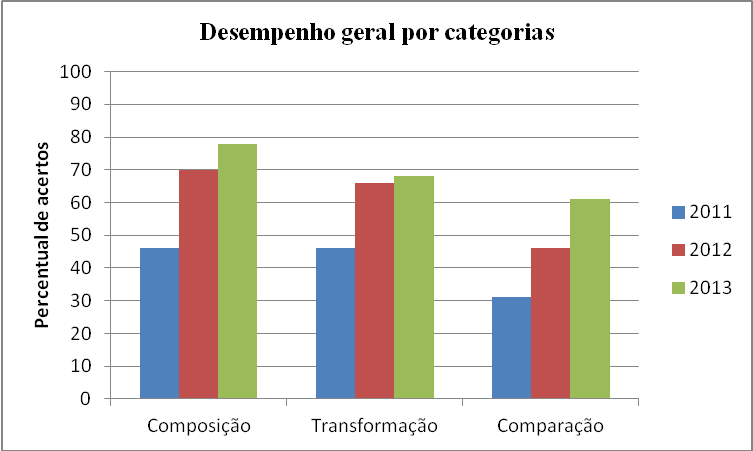 Desempenho geral por categorias
Percentual de acertos
100
90
80
70
60
50
40
30
20
10
0
Composição
Transformação
Comparação
2011
2012
2013